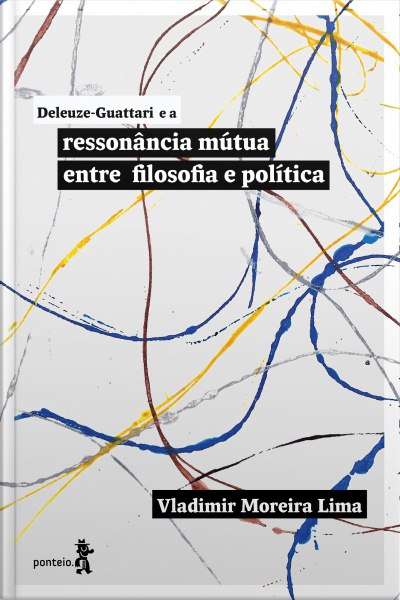 Deleuze-Guattari e a
ressonância mútua
entre filosofia e política
Vladimir Moreira Lima
ponteio.